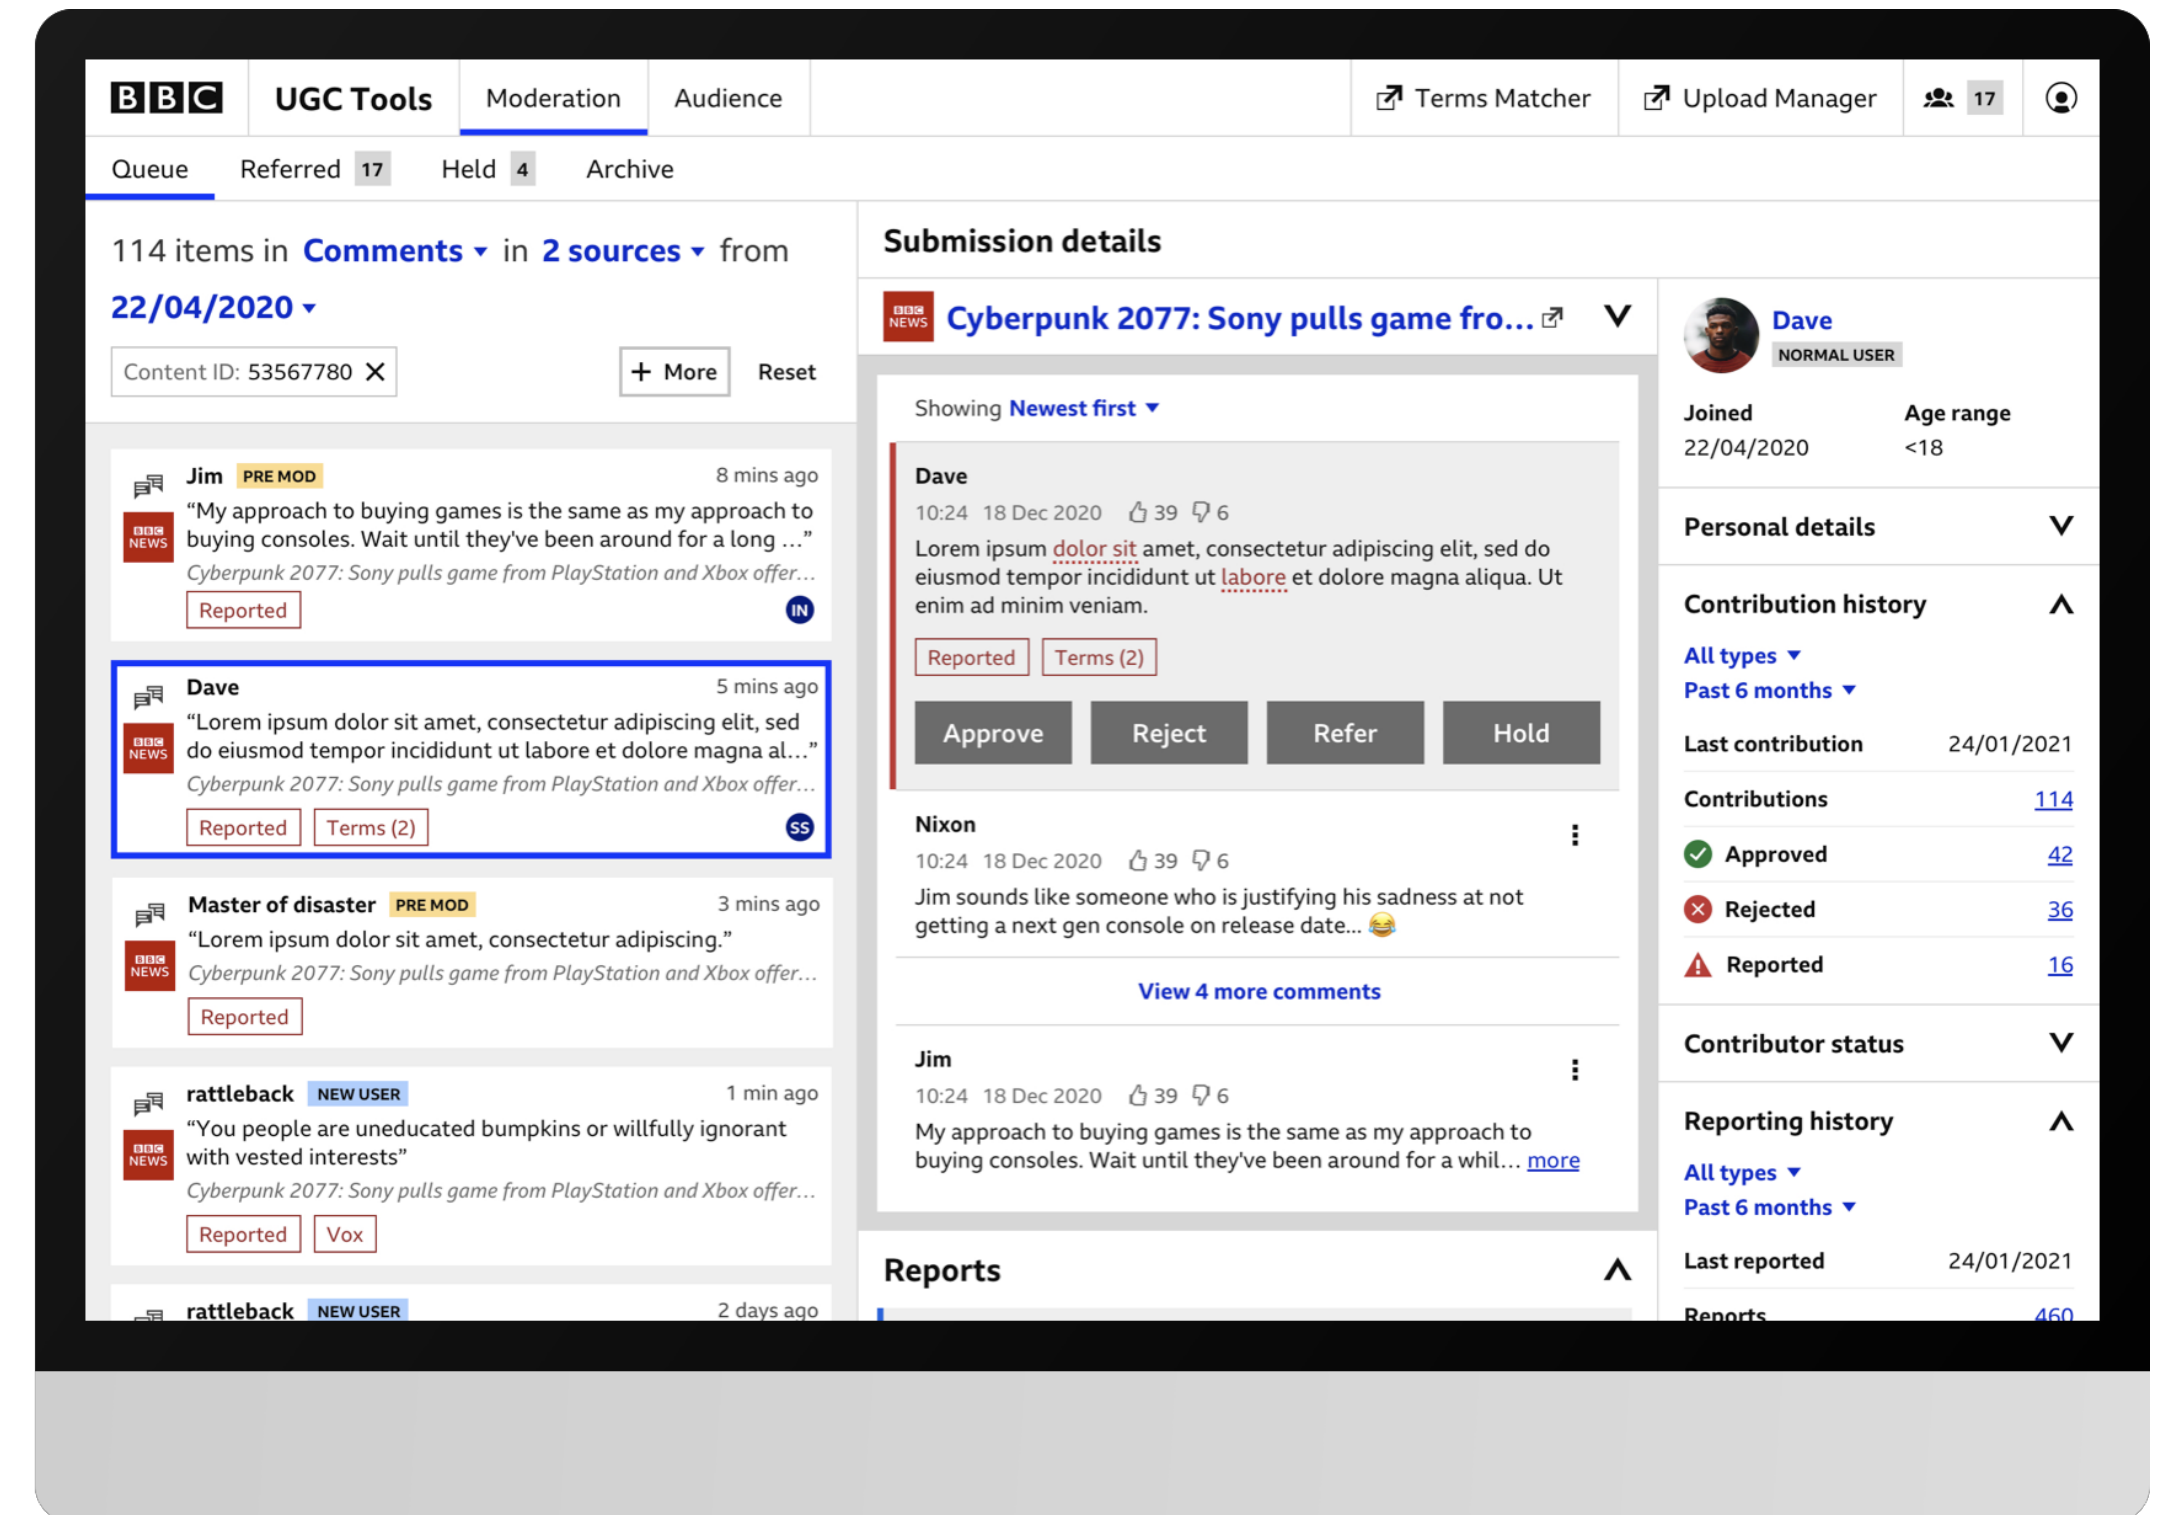 BBC
UGC Tools
Moderation
Audience
Terms Matcher
Upload Manager
17
Queue
Referred 17
Held 4
Archive
114 items in Comments in 2 sources from
22/04/2020
Content ID: 53567780
+ More
Reset
Jim PRE MOD 8 mins ago
“My approach to buying games is the same as my approach to
buying consoles. Wait until they've been around for a long ...”
BBC NEWS
Cyberpunk 2077: Sony pulls game from PlayStation and Xbox offer...
Reported
IN
Dave 5 mins ago
“Lorem ipsum dolor sit amet, consectetur adipiscing elit, sed
do eiusmod tempor incididunt ut labore et dolore magna al...”
BBC NEWS
Cyberpunk 2077: Sony pulls game from PlayStation and Xbox offer...
Reported
Terms (2)
SS
Master of disaster PRE MOD 3 mins ago
“Lorem ipsum dolor sit amet, consectetur adipiscing.”
BBC NEWS
Cyberpunk 2077: Sony pulls game from PlayStation and Xbox offer...
Reported
rattleback NEW USER 1 min ago
“You people are uneducated bumpkins or willfully ignorant
with vested interests”
BBC NEWS
Cyberpunk 2077: Sony pulls game from PlayStation and Xbox offer...
Reported
Vox
rattleback NEW USER 2 days ago
Submission details
BBC NEWS
Cyberpunk 2077: Sony pulls game fro...
Showing Newest first
Dave
10:24 18 Dec 2020 39 6
Lorem ipsum dolor sit amet, consectetur adipiscing elit, sed do
eiusmod tempor incididunt ut labore et dolore magna aliqua. Ut
enim ad minim veniam.
Reported
Terms (2)
Approve
Reject
Refer
Hold
Nixon
10:24 18 Dec 2020 39 6
Jim sounds like someone who is justifying his sadness at not
getting a next gen console on release date... 😂
View 4 more comments
Jim
10:24 18 Dec 2020 39 6
My approach to buying games is the same as my approach to
buying consoles. Wait until they've been around for a whil... more
Reports
Dave
NORMAL USER
Joined Age range
22/04/2020 <18
Personal details
Contribution history
All types
Past 6 months
Last contribution 24/01/2021
Contributions 114
Approved 42
Rejected 36
Reported 16
Contributor status
Reporting history
All types
Past 6 months
Last reported 24/01/2021
Reports 460